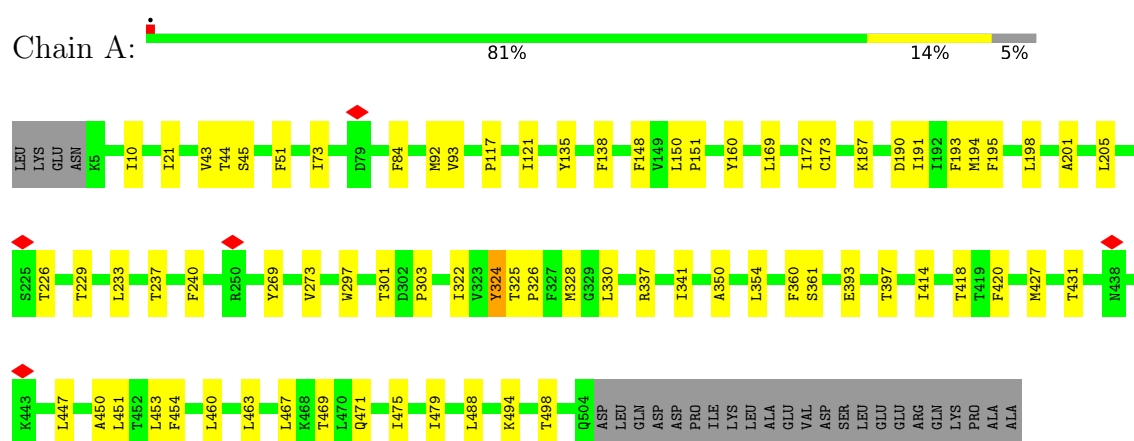 Chain A:
81% 14% 5%
LEU LYS GLU ASN K5 I10 I21 V43 T44 S45 F51 I73 D79 F84 M92 V93 P117 I121 Y135 F138 F148 V149 L150 P151 Y160 L169 I172 C173 K187 D190 I191 I192 F193 M194 F195 L198 A201 L205
S225 T226 T229 L233 T237 F240 R250 Y269 V273 W297 T301 D302 P303 I322 V323 Y324 T325 P326 F327 M328 G329 L330 R337 I341 A350 L354 F360 S361 E393 T397 I414 T418 T419 F420 M427 T431 N438
K443 L447 A450 L451 T452 L453 F454 L460 L463 L467 K468 T469 L470 Q471 I475 I479 L488 K494 T498 Q504 ASP LEU GLN ASP ASP PRO ILE LYS LEU ALA GLU VAL ASP SER LEU GLU GLU ARG GLN LYS PRO ALA ALA